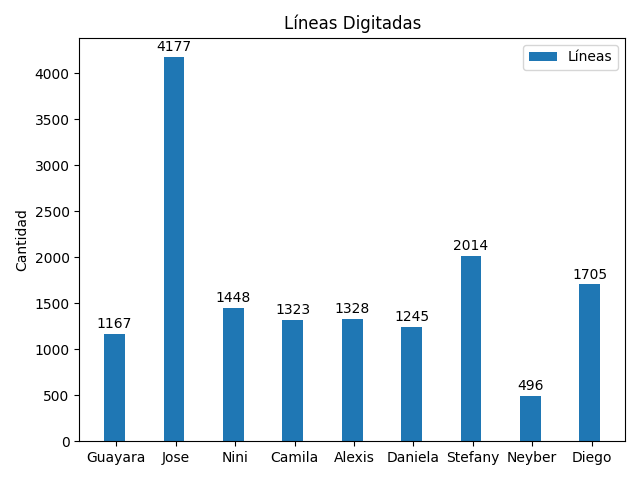 Líneas Digitadas
Líneas
Cantidad
4000
3500
3000
2500
2000
1500
1000
500
0
1167
4177
1448
1323
1328
1245
2014
496
1705
Guayara
Jose
Nini
Camila
Alexis
Daniela
Stefany
Neyber
Diego